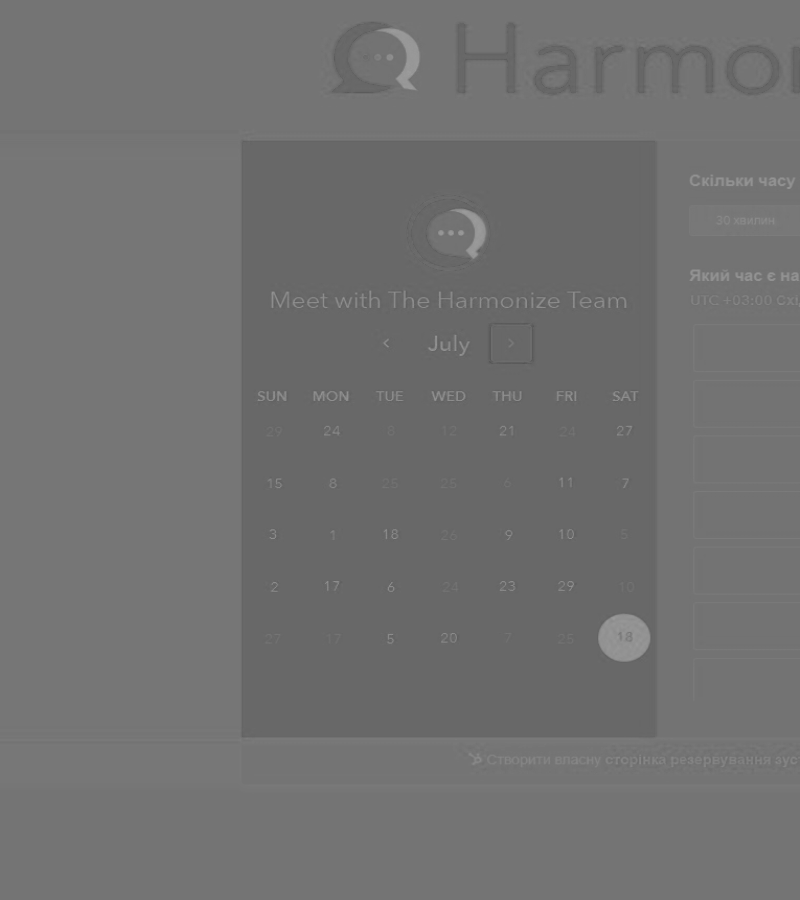 Harmon
Скільки часу
30 хвилин
Який час є на
UTC +03:00 Схі
Meet with The Harmonize Team
July
SUN MON TUE WED THU FRI SAT
29 24 8 12 21 24 27
15 8 25 25 6 11 7
3 1 18 26 9 10 5
2 17 6 24 23 29 10
27 17 5 20 7 25 18
Створити власну сторінка резервування зуст